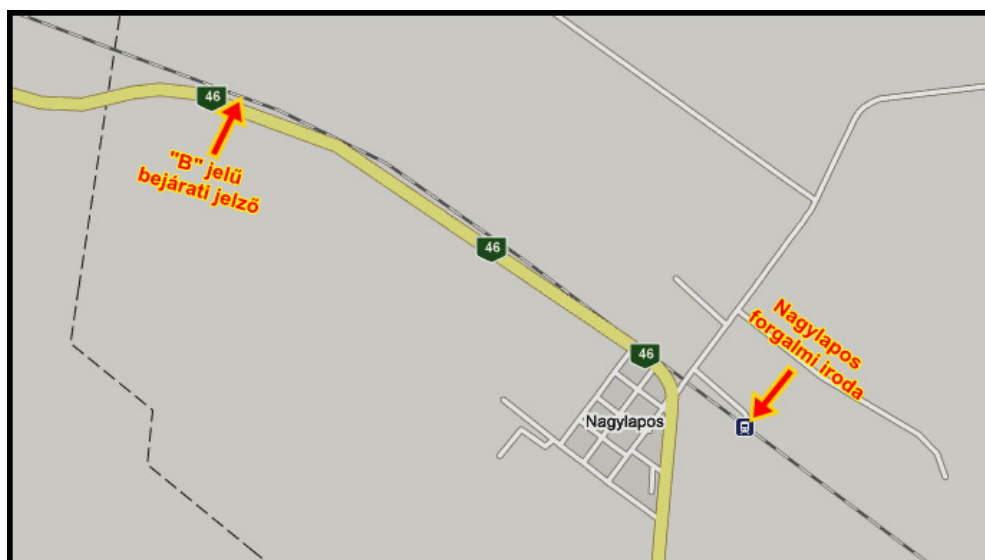 46
"B" jelű
bejárati jelző
46
Nagylapos
forgalmi iroda
46
Nagylapos